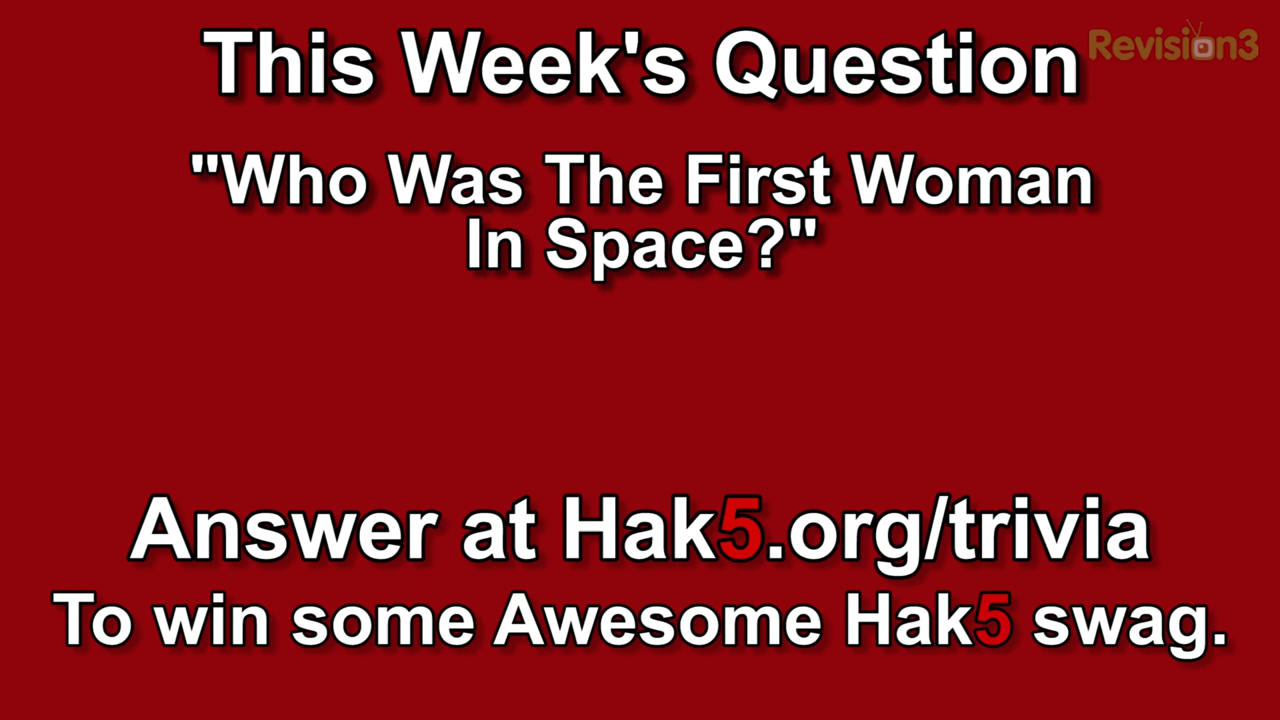 This Week's Question
Revision3
"Who Was The First Woman
In Space?"
Answer at Hak5.org/trivia
To win some Awesome Hak5 swag.